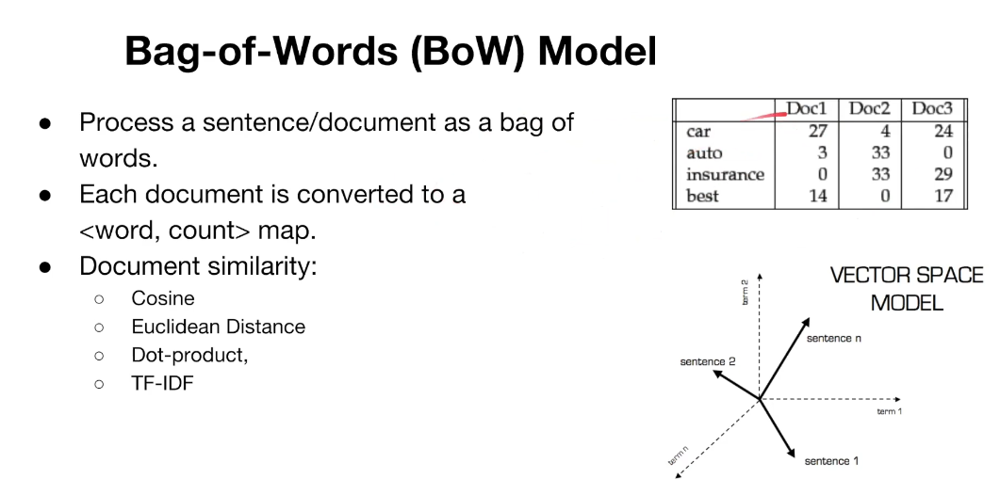 Bag-of-Words (BoW) Model
● Process a sentence/document as a bag of
words.
● Each document is converted to a
<word, count> map.
● Document similarity:
○ Cosine
○ Euclidean Distance
○ Dot-product,
○ TF-IDF
Doc1 Doc2 Doc3
car 27 4 24
auto 3 33 0
insurance 0 33 29
best 14 0 17
VECTOR SPACE
MODEL
term 2
sentence n
sentence 2
term 1
term n
sentence 1